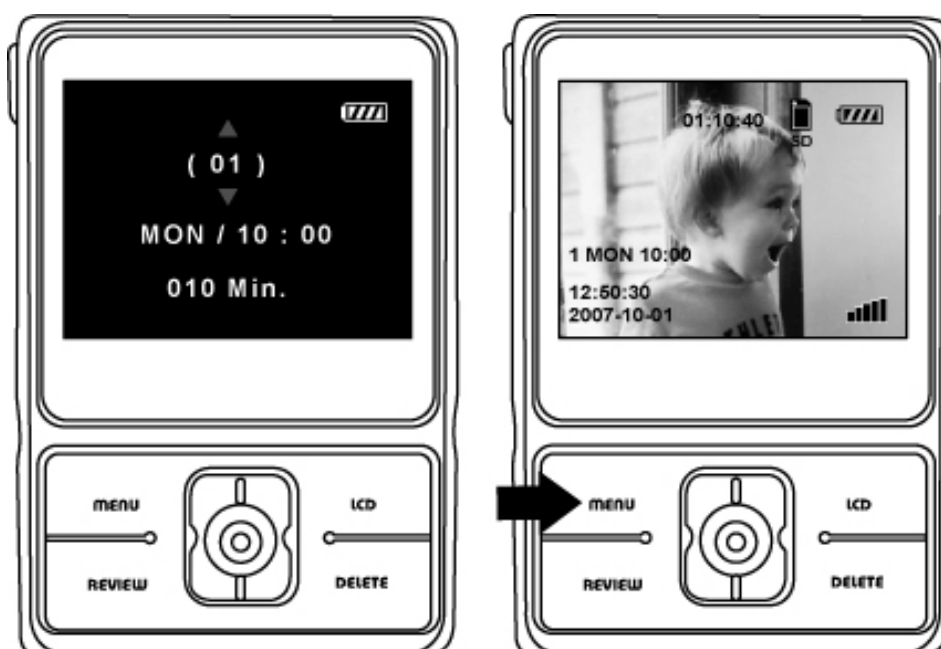 ( 01 )
MON / 10 : 00
010 Min.
MENU
LCD
REVIEW
DELETE
01:10:40
SD
1 MON 10:00
12:50:30
2007-10-01
MENU
LCD
REVIEW
DELETE